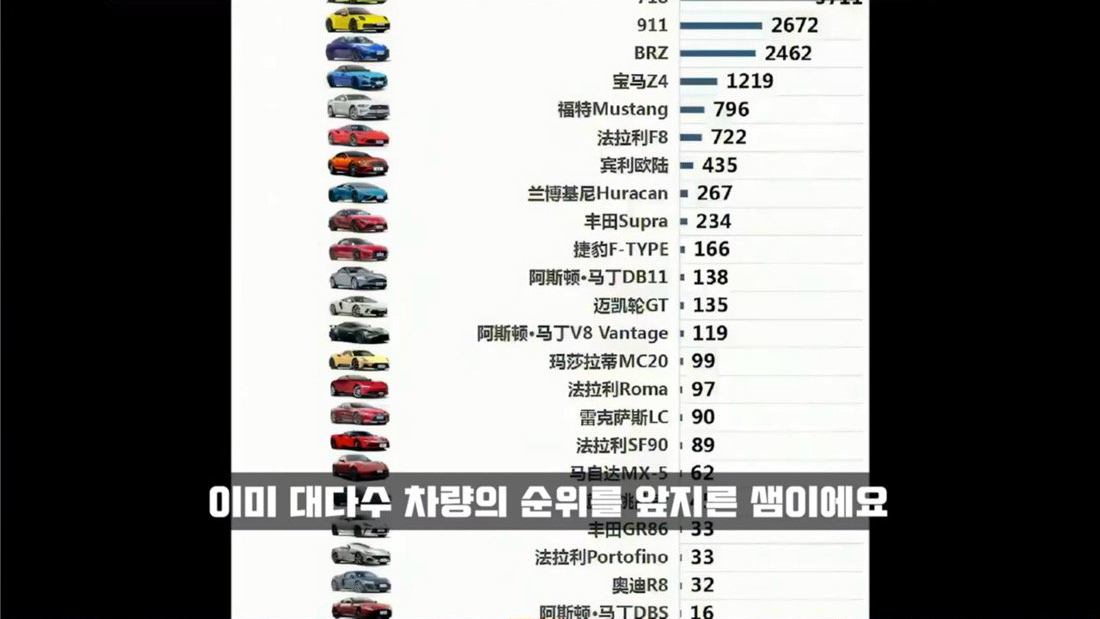 718 3711
911 2672
BRZ 2462
宝马Z4 1219
福特Mustang 796
法拉利F8 722
宾利欧陆 435
兰博基尼Huracan 267
丰田Supra 234
捷豹F-TYPE 166
阿斯顿•马丁DB11 138
迈凯轮GT 135
阿斯顿•马丁V8 Vantage 119
玛莎拉蒂MC20 99
法拉利Roma 97
雷克萨斯LC 90
法拉利SF90 89
马自达MX-5 62
이미 대다수 차량의 순위를 앞지른 샘이에요
丰田GR86 33
法拉利Portofino 33
奥迪R8 32
阿斯顿•马丁DBS 16